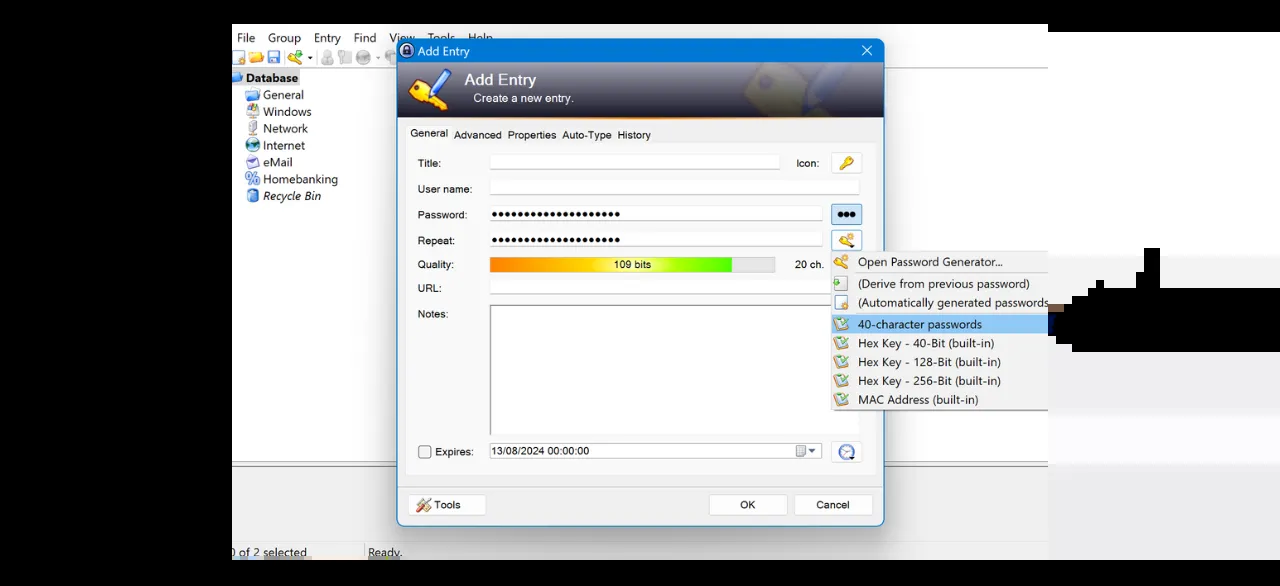 File Group Entry Find View Tools Help
Add Entry
Add Entry
Create a new entry.
Database
General
Windows
Network
Internet
eMail
Homebanking
Recycle Bin
General Advanced Properties Auto-Type History
Title: Icon:
User name:
Password: ●●●●●●●●●●●●●●●●●●●● ●●●
Repeat: ●●●●●●●●●●●●●●●●●●●●
Quality: 109 bits 20 ch.
URL:
Notes:
Open Password Generator...
(Derive from previous password)
(Automatically generated passwords
40-character passwords
Hex Key - 40-Bit (built-in)
Hex Key - 128-Bit (built-in)
Hex Key - 256-Bit (built-in)
MAC Address (built-in)
Expires: 13/08/2024 00:00:00
Tools OK Cancel
0 of 2 selected Ready.